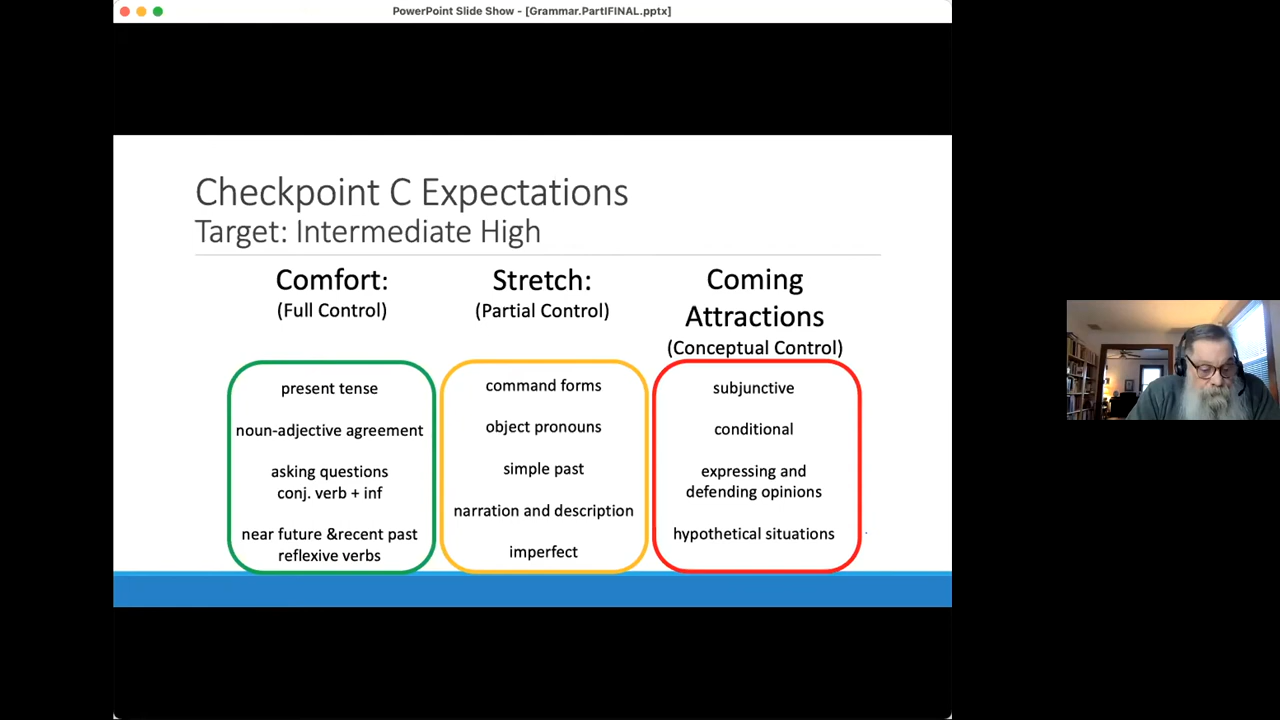 PowerPoint Slide Show - [Grammar.PartIFINAL.pptx]
Checkpoint C Expectations
Target: Intermediate High
Comfort:
(Full Control)
present tense
noun-adjective agreement
asking questions
conj. verb + inf
near future &recent past
reflexive verbs
Stretch:
(Partial Control)
command forms
object pronouns
simple past
narration and description
imperfect
Coming
Attractions
(Conceptual Control)
subjunctive
conditional
expressing and
defending opinions
hypothetical situations